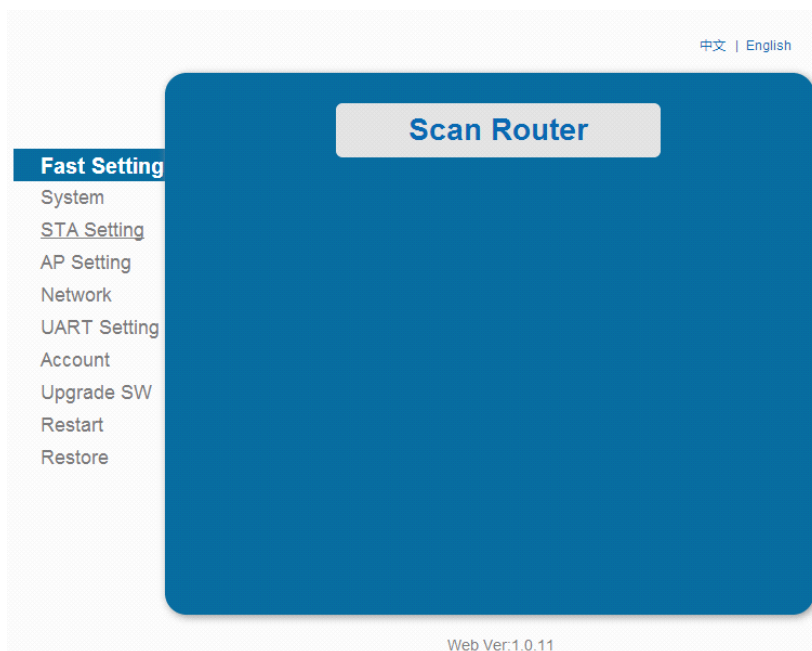 中文 | English
Scan Router
Fast Setting
System
STA Setting
AP Setting
Network
UART Setting
Account
Upgrade SW
Restart
Restore
Web Ver:1.0.11